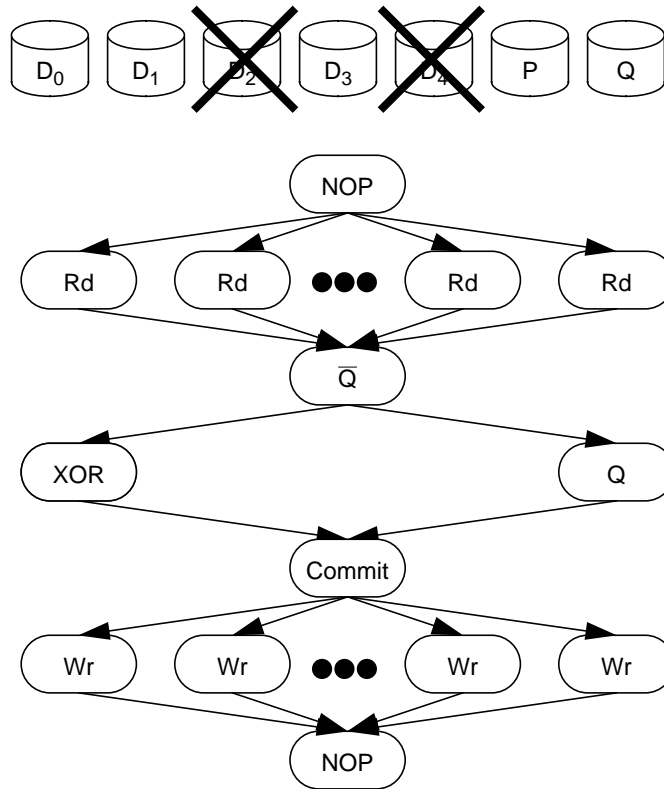 D₀ D₁ D₂ D₃ D₄ P Q
NOP
Rd Rd Rd Rd
Q̅
XOR Q
Commit
Wr Wr Wr Wr
NOP